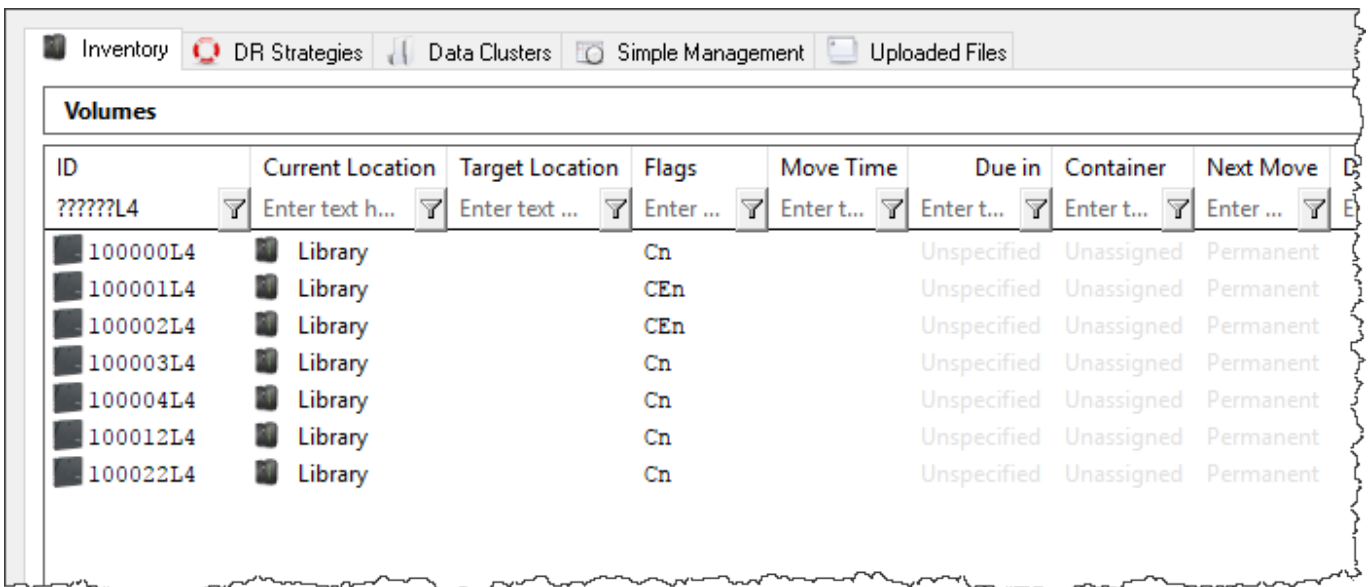 Inventory DR Strategies Data Clusters Simple Management Uploaded Files
Volumes
ID Current Location Target Location Flags Move Time Due in Container Next Move
??????L4 Enter text h... Enter text ... Enter ... Enter t... Enter t... Enter t... Enter ...
100000L4 Library Cn Unspecified Unassigned Permanent
100001L4 Library CEn Unspecified Unassigned Permanent
100002L4 Library CEn Unspecified Unassigned Permanent
100003L4 Library Cn Unspecified Unassigned Permanent
100004L4 Library Cn Unspecified Unassigned Permanent
100012L4 Library Cn Unspecified Unassigned Permanent
100022L4 Library Cn Unspecified Unassigned Permanent